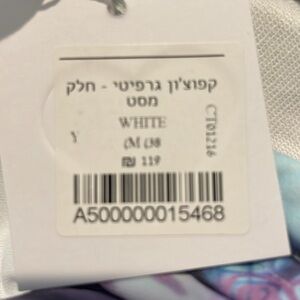 קפוצ'ון גרפיטי - חלק
מסט
WHITE
Y
(M (38
119 ₪
CT01216
A500000015468